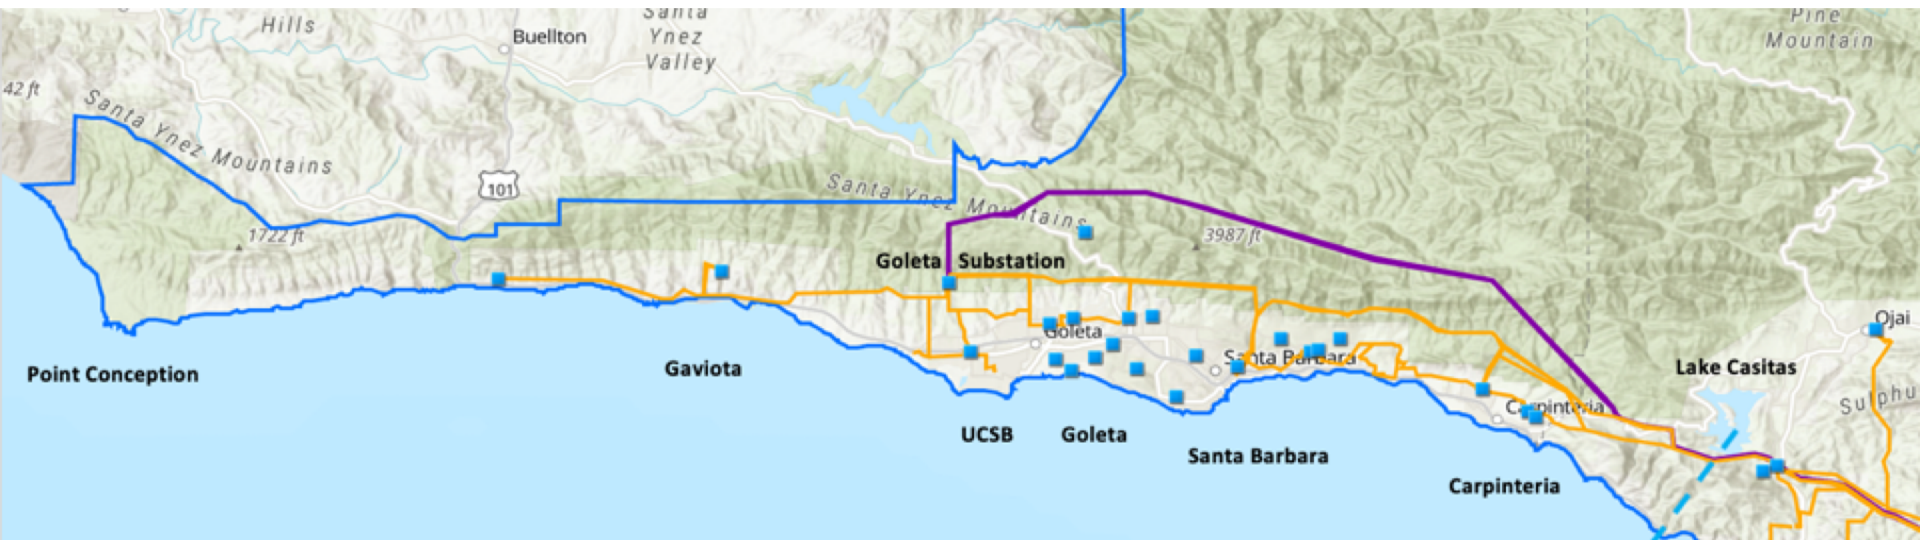 Hills
Buellton
Santa
Ynez
Valley
Pine
Mountain
42 ft
Santa Ynez Mountains
101
Santa Ynez Mountains
1722 ft
3987 ft
Goleta Substation
Goleta
Santa Barbara
Ojai
Lake Casitas
Point Conception
Gaviota
Sulphu
Carpinteria
UCSB
Goleta
Santa Barbara
Carpinteria